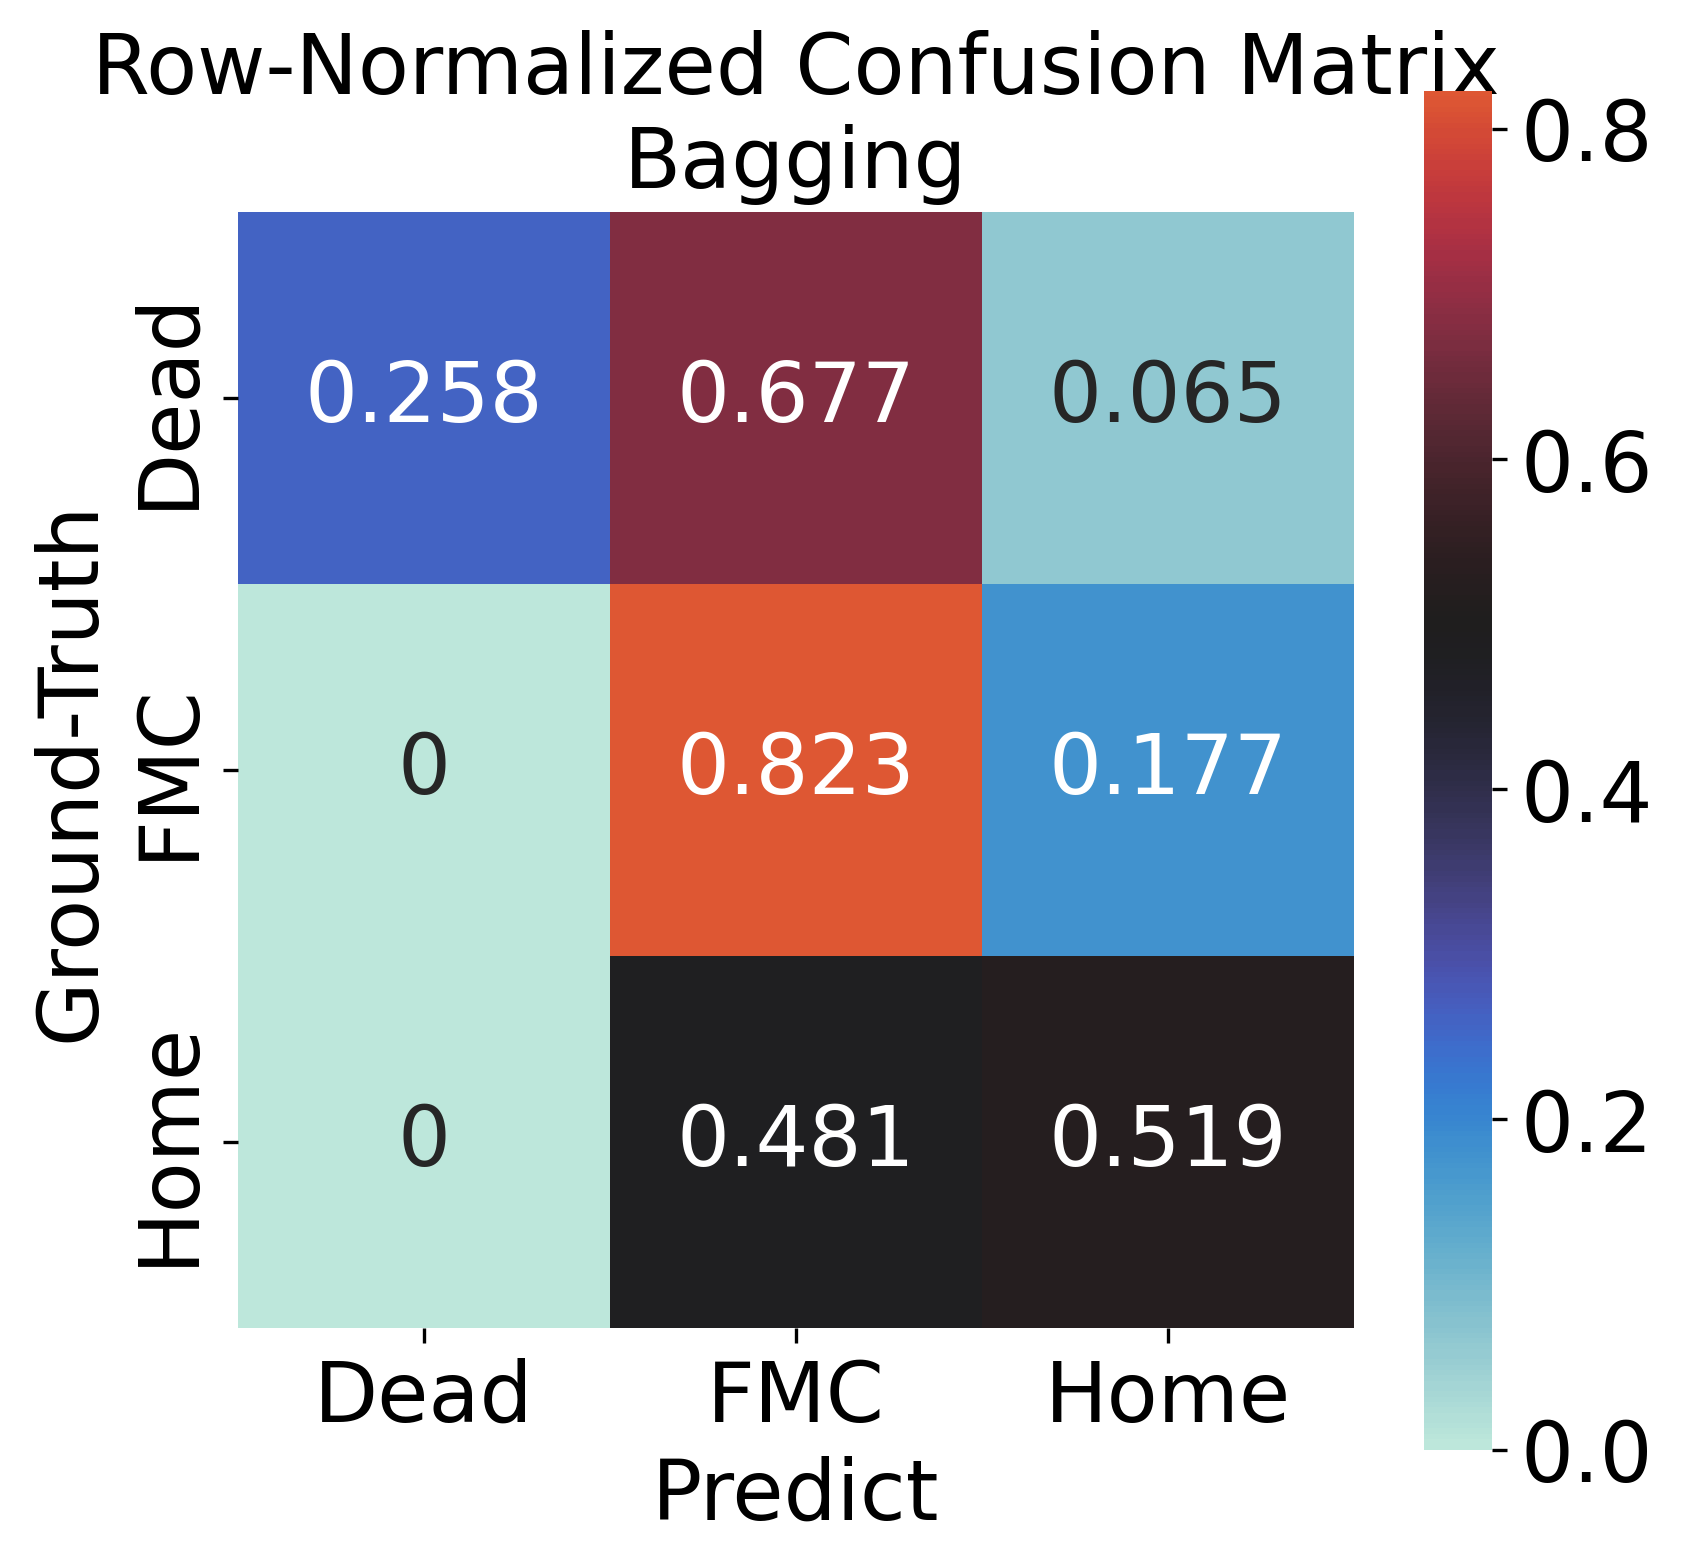 Row-Normalized Confusion Matrix
Bagging
Ground-Truth
Dead
0.258 0.677 0.065
FMC
0 0.823 0.177
Home
0 0.481 0.519
Dead FMC Home
Predict
0.8
0.6
0.4
0.2
0.0